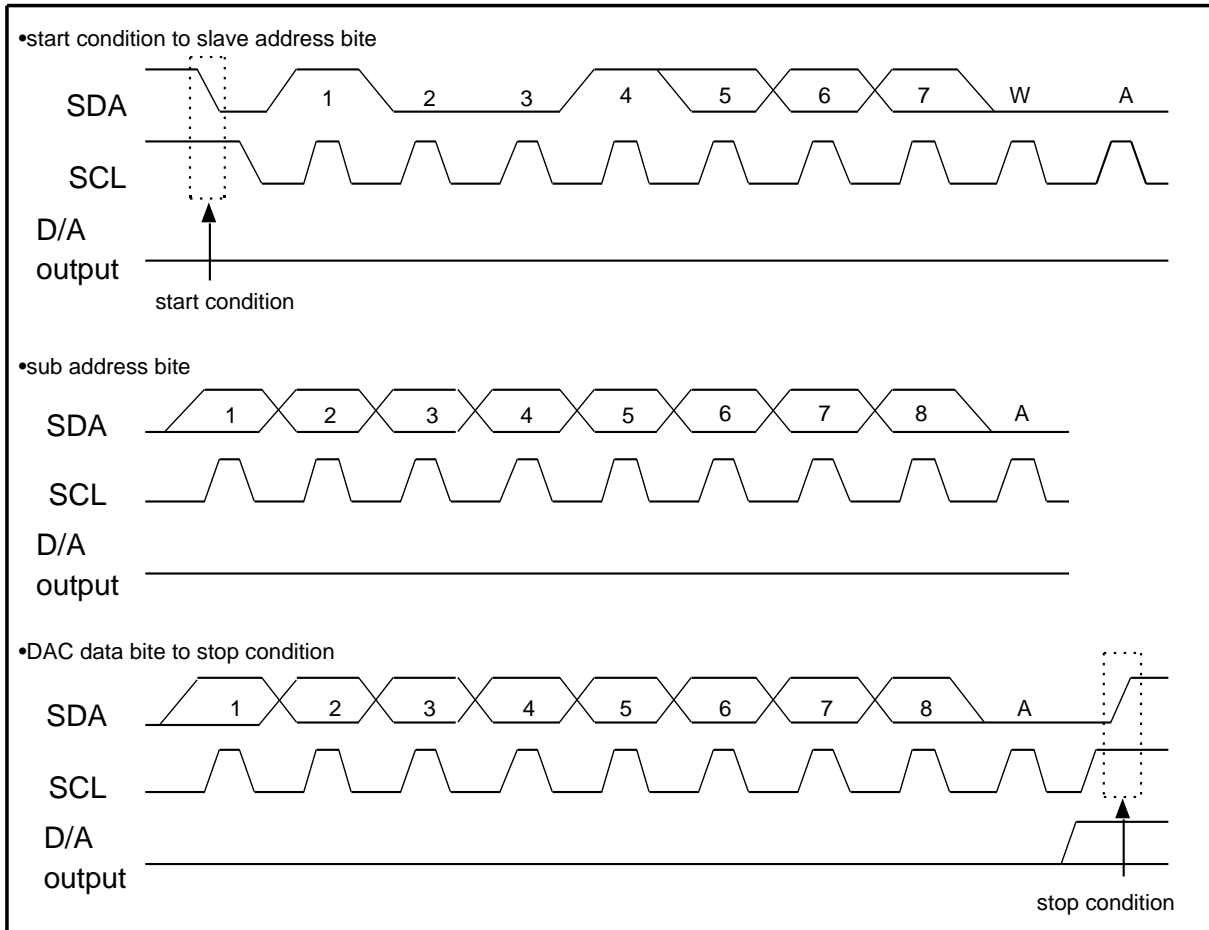 •start condition to slave address bite
SDA
1 2 3 4 5 6 7 W A
SCL
D/A
output
start condition
•sub address bite
SDA
1 2 3 4 5 6 7 8 A
SCL
D/A
output
•DAC data bite to stop condition
SDA
1 2 3 4 5 6 7 8 A
SCL
D/A
output
stop condition